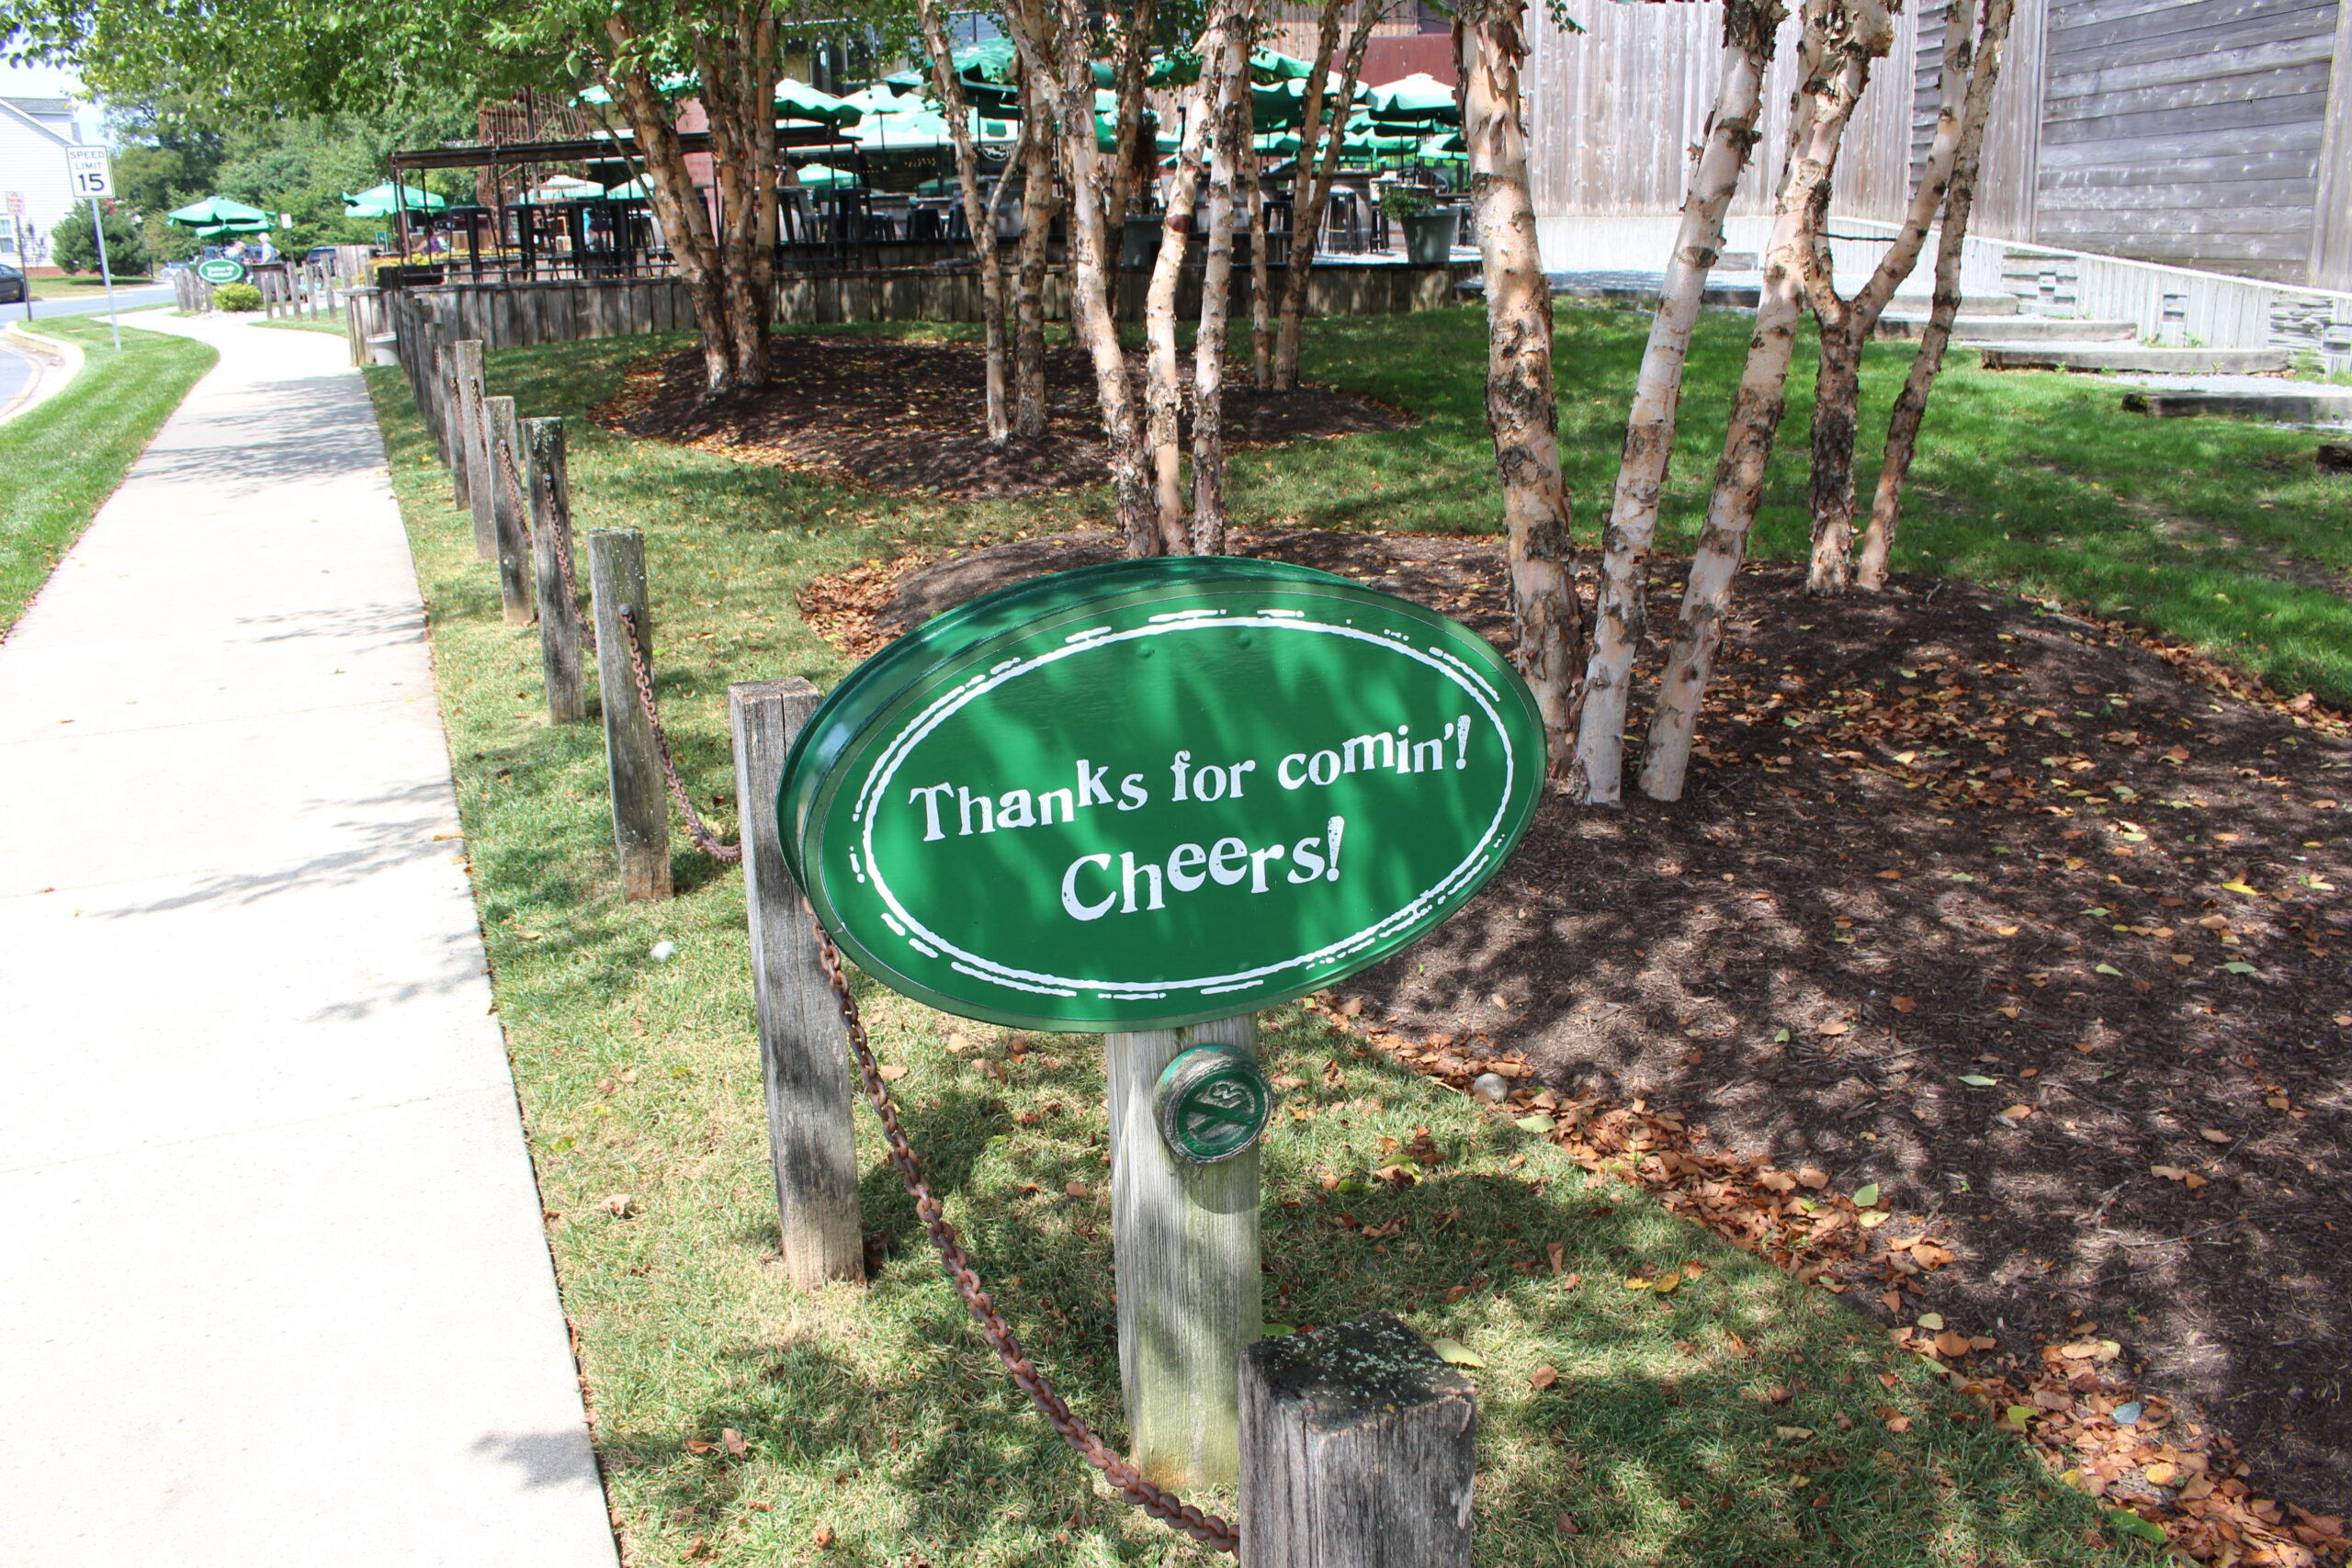 SPEED
LIMIT
15
Thanks for comin'!
Cheers!